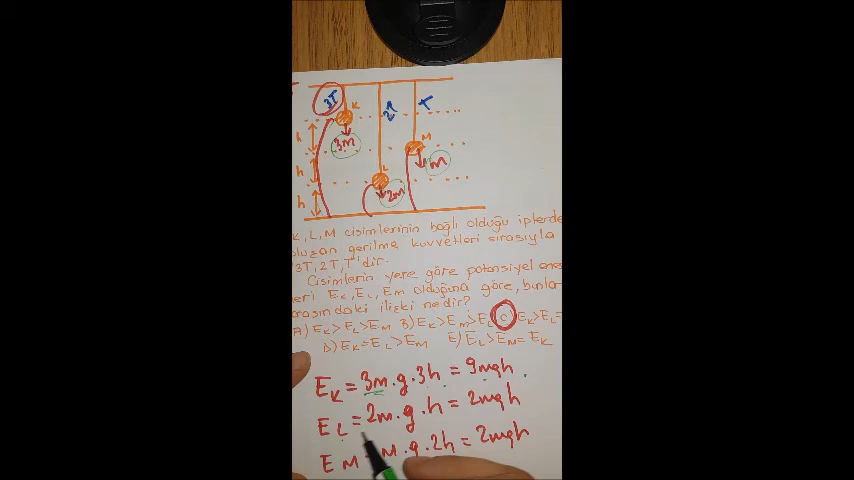 3T
K
2T
T
h
3m
M
m
h
L
2m
h
K, L, M cisimlerinin bağlı olduğu iplerde
oluşan gerilme kuvvetleri sırasıyla
3T, 2T, T'dir.
Cisimlerin yere göre potansiyel ener
leri EK, EL, EM olduğuna göre, bunlar
arasındaki ilişki nedir?
A) EK > EL > EM B) EK > EM > EL C) EK > EL =
D) EK = EL > EM E) EL > EM = EK
EK = 3m.g.3h = 9mgh
EL = 2m.g.h = 2mgh
EM = m.g.2h = 2mgh